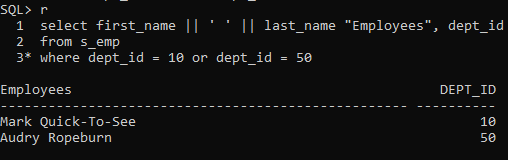 SQL> r
  1  select first_name || ' ' || last_name "Employees", dept_id
  2  from s_emp
  3* where dept_id = 10 or dept_id = 50

Employees                                              DEPT_ID
--------------------------------------------------- ----------
Mark Quick-To-See                                           10
Audry Ropeburn                                              50